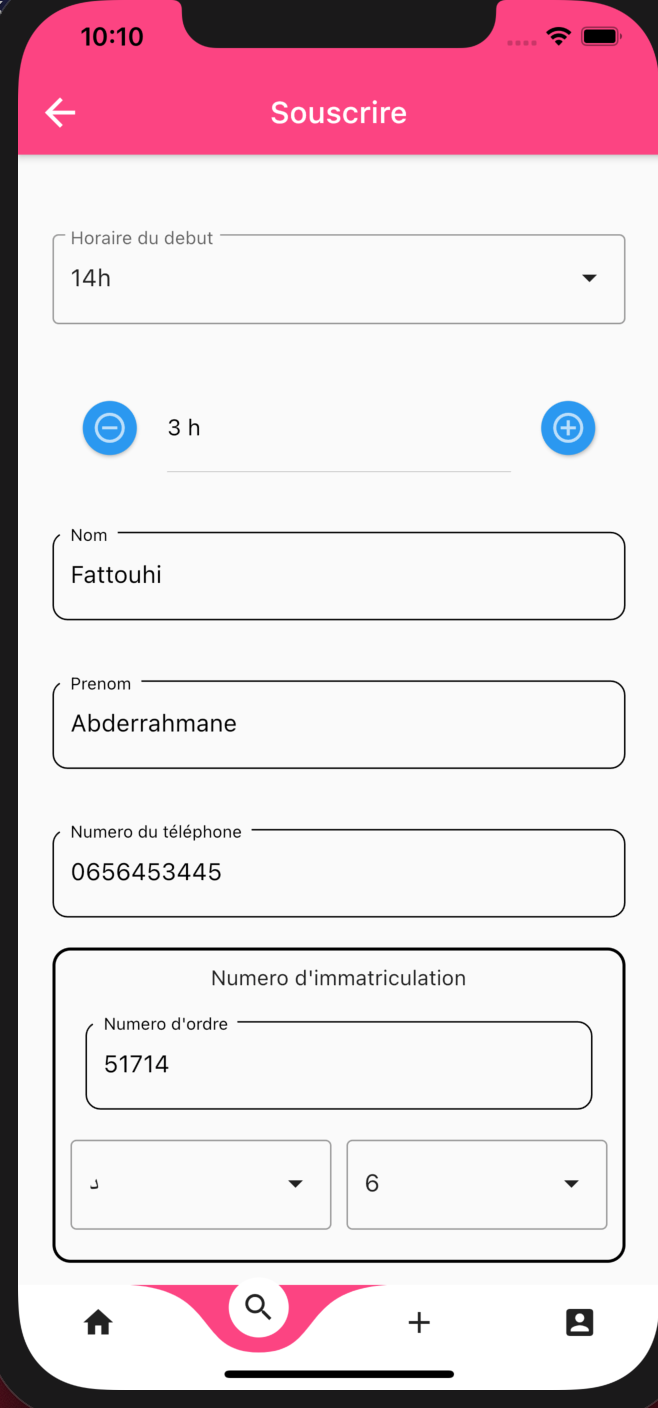 10:10
Souscrire
Horaire du debut
14h
3 h
Nom
Fattouhi
Prenom
Abderrahmane
Numero du téléphone
0656453445
Numero d'immatriculation
Numero d'ordre
51714
د
6